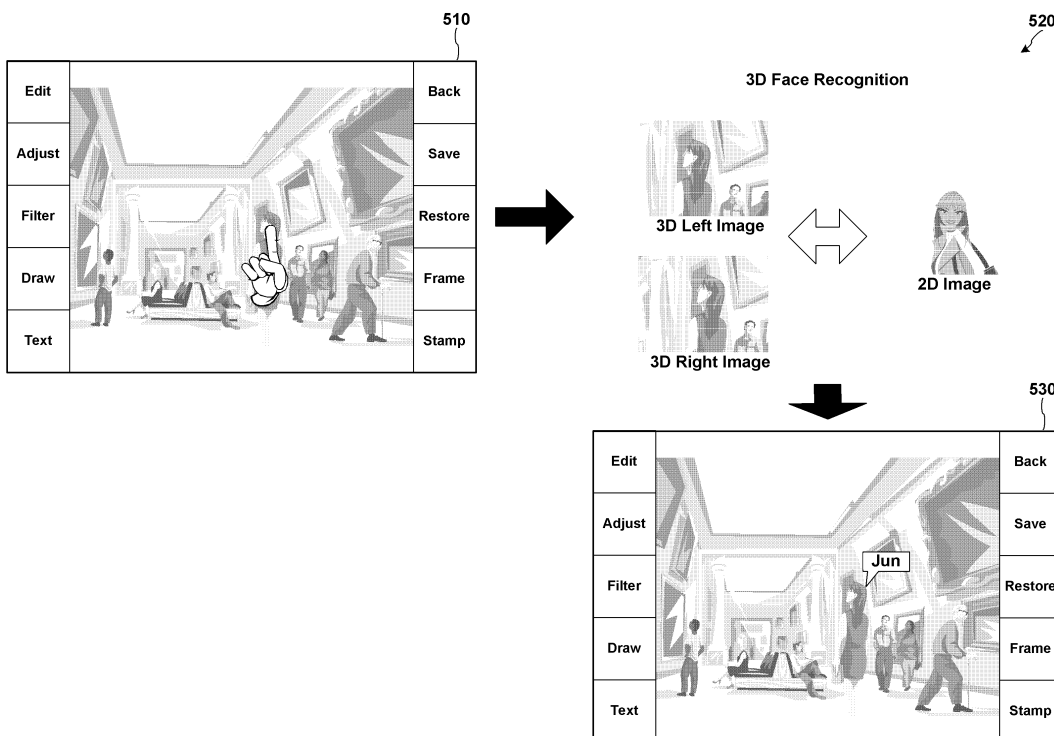 510
Edit
Adjust
Filter
Draw
Text
Back
Save
Restore
Frame
Stamp
520
3D Face Recognition
3D Left Image
3D Right Image
2D Image
530
Edit
Adjust
Filter
Draw
Text
Jun
Back
Save
Restore
Frame
Stamp